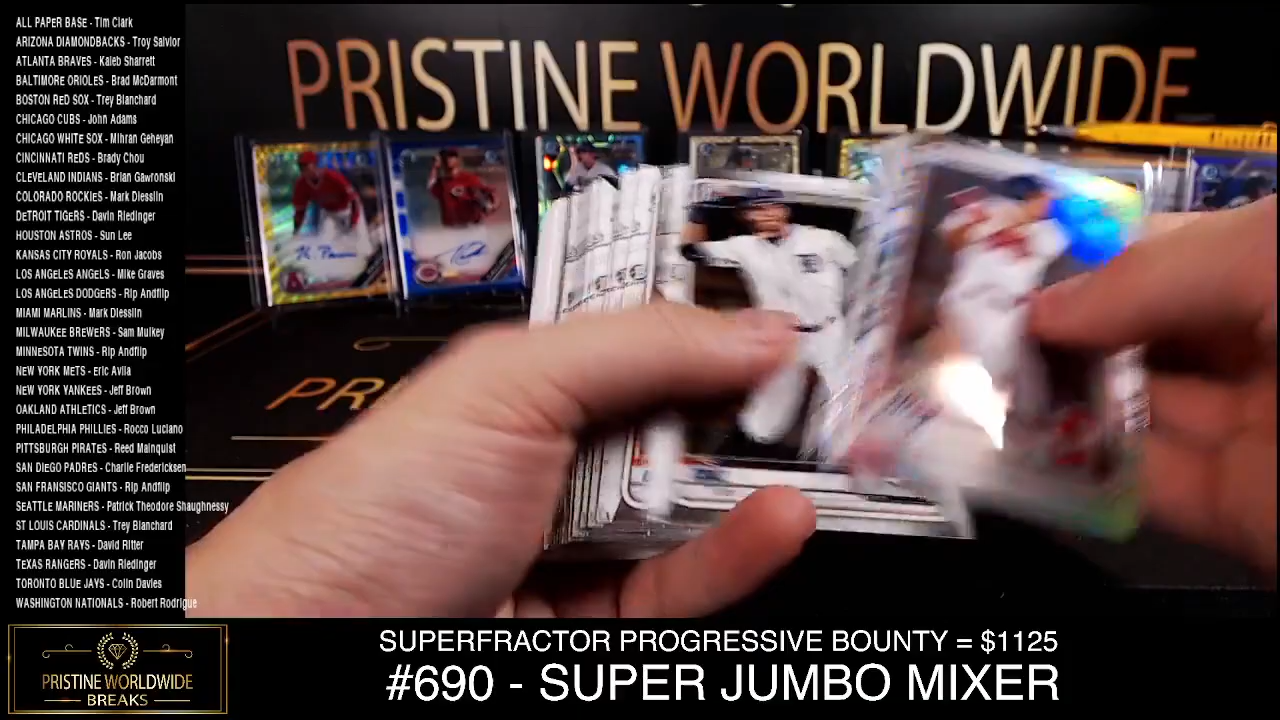 ALL PAPER BASE - Tim Clark
ARIZONA DIAMONDBACKS - Troy Salvior
ATLANTA BRAVES - Kaleb Sharrett
BALTIMORE ORIOLES - Brad McDarmont
BOSTON RED SOX - Trey Blanchard
CHICAGO CUBS - John Adams
CHICAGO WHITE SOX - Mihran Geheyan
CINCINNATI REDS - Brady Chou
CLEVELAND INDIANS - Brian Gawronski
COLORADO ROCKIES - Mark Diesslin
DETROIT TIGERS - Davin Riedinger
HOUSTON ASTROS - Sun Lee
KANSAS CITY ROYALS - Ron Jacobs
LOS ANGELES ANGELS - Mike Graves
LOS ANGELES DODGERS - Rip Andflip
MIAMI MARLINS - Mark Diesslin
MILWAUKEE BREWERS - Sam Mulkey
MINNESOTA TWINS - Rip Andflip
NEW YORK METS - Eric Avila
NEW YORK YANKEES - Jeff Brown
OAKLAND ATHLETICS - Jeff Brown
PHILADELPHIA PHILLIES - Rocco Luciano
PITTSBURGH PIRATES - Reed Mainquist
SAN DIEGO PADRES - Charlie Fredericksen
SAN FRANSISCO GIANTS - Rip Andflip
SEATTLE MARINERS - Patrick Theodore Shaughnessy
ST LOUIS CARDINALS - Trey Blanchard
TAMPA BAY RAYS - David Ritter
TEXAS RANGERS - Davin Riedinger
TORONTO BLUE JAYS - Colin Davies
WASHINGTON NATIONALS - Robert Rodrigue
PRISTINE WORLDWIDE
PR
PRISTINE WORLDWIDE
BREAKS
SUPERFRACTOR PROGRESSIVE BOUNTY = $1125
#690 - SUPER JUMBO MIXER